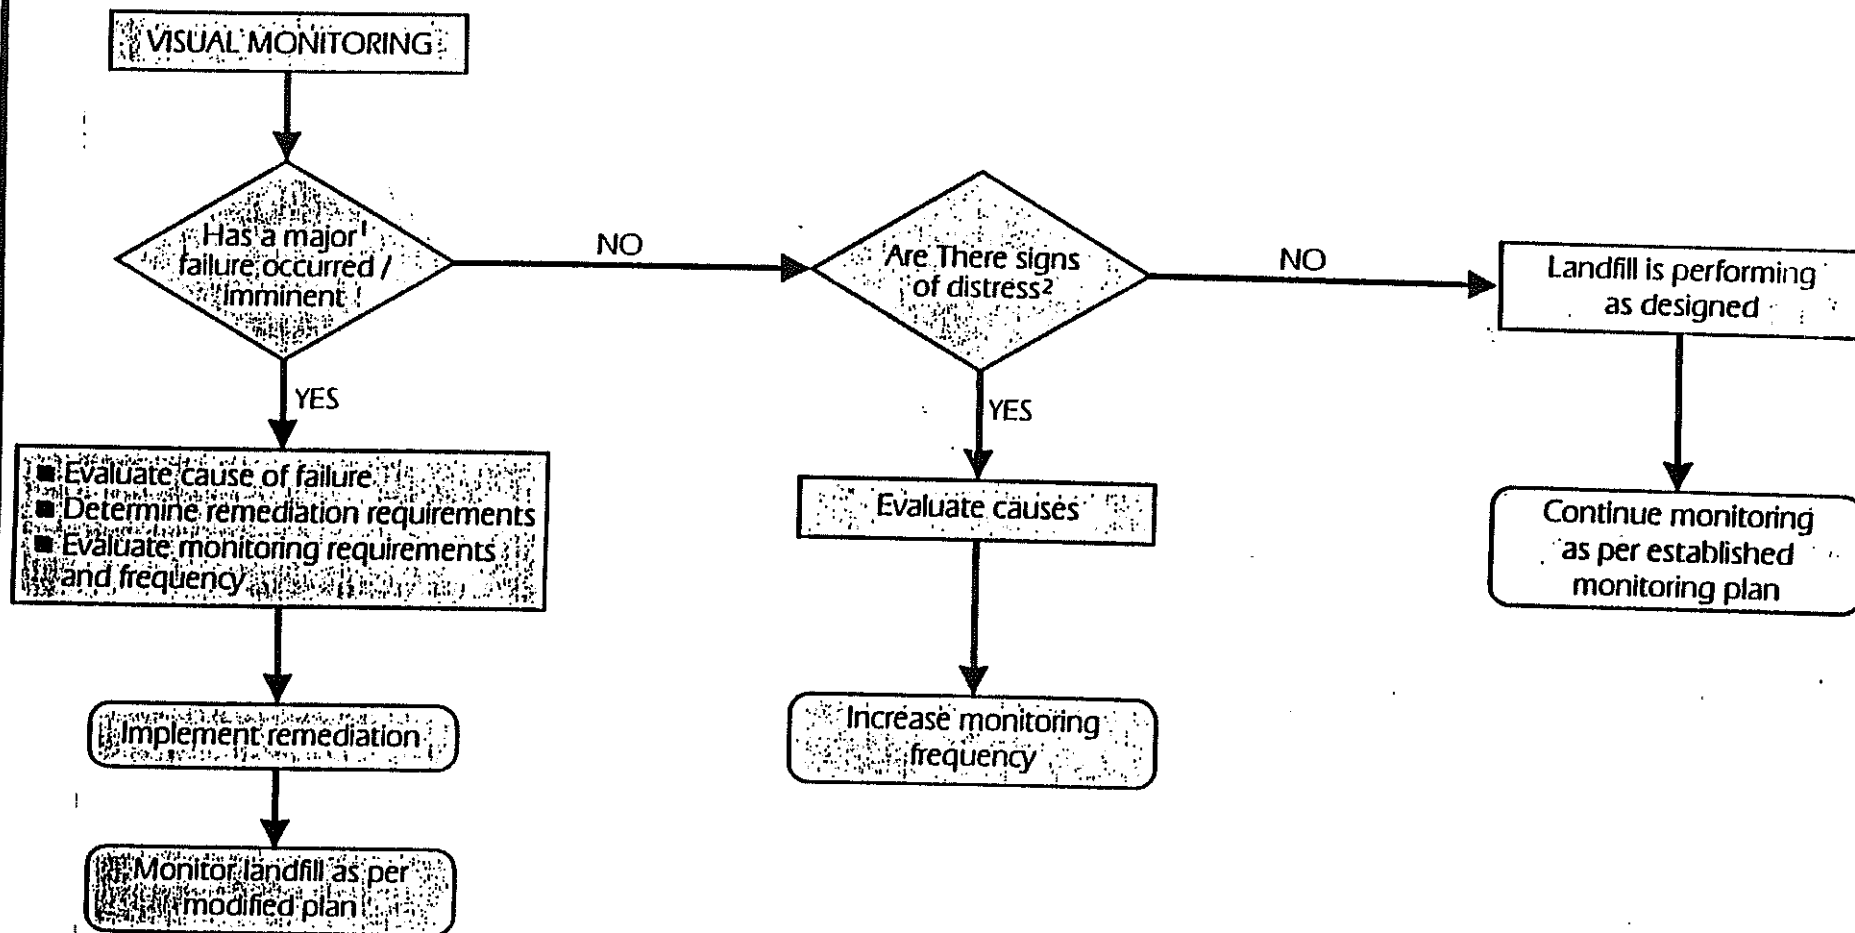 VISUAL MONITORING
Has a major¹
failure occurred /
imminent
NO
Are There signs
of distress²
NO
Landfill is performing
as designed
YES
YES
■ Evaluate cause of failure
■ Determine remediation requirements
■ Evaluate monitoring requirements
and frequency
Evaluate causes
Continue monitoring
as per established
monitoring plan
Implement remediation
Increase monitoring
frequency
Monitor landfill as per
modified plan